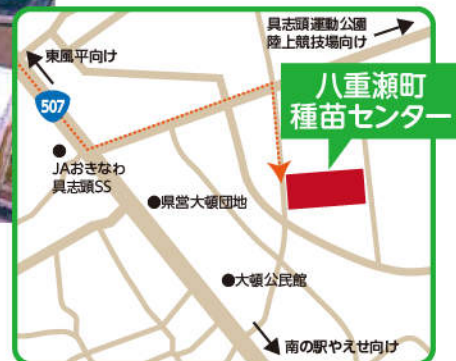 具志頭運動公園
陸上競技場向け
東風平向け
八重瀬町
種苗センター
507
JAおきなわ
具志頭SS
県営大頓団地
大頓公民館
南の駅やえせ向け